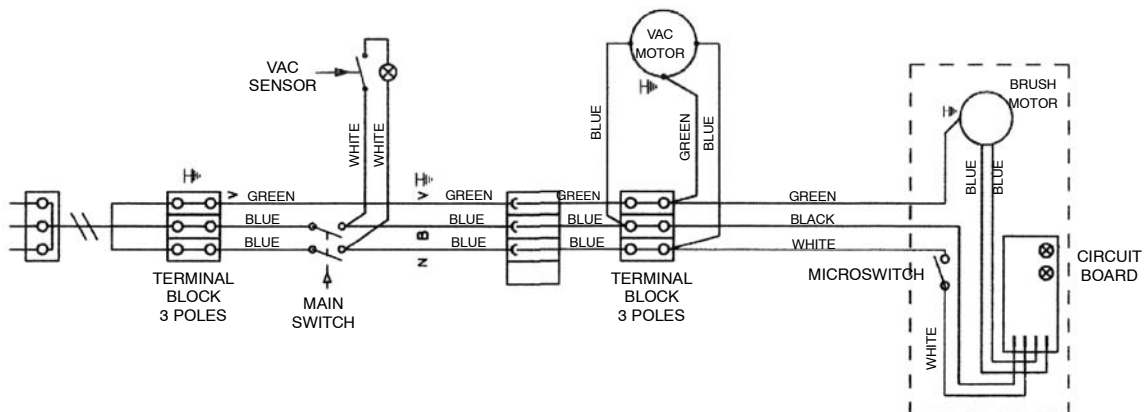 VAC
SENSOR
WHITE
WHITE
VAC
MOTOR
BLUE
GREEN
BLUE
BRUSH
MOTOR
BLUE
BLUE
V
GREEN
GREEN
V
GREEN
GREEN
BLUE
B
BLUE
BLUE
BLACK
BLUE
N
BLUE
BLUE
WHITE
TERMINAL
BLOCK
3 POLES
MAIN
SWITCH
TERMINAL
BLOCK
3 POLES
MICROSWITCH
WHITE
CIRCUIT
BOARD